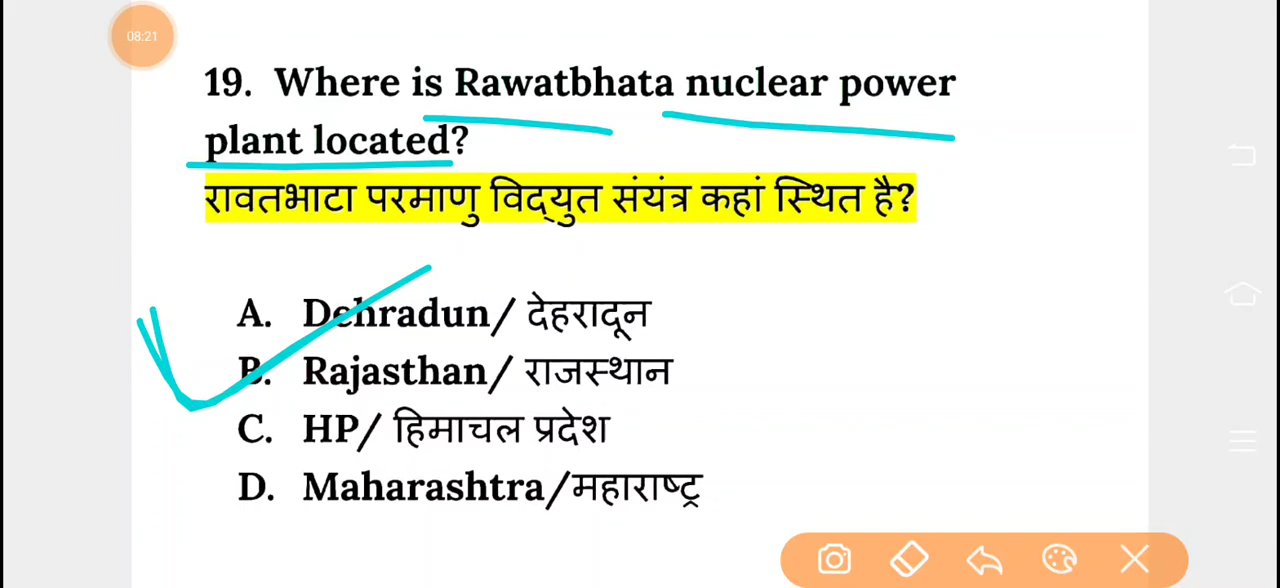 08:21
19. Where is Rawatbhata nuclear power
plant located?
रावतभाटा परमाणु विद्युत संयंत्र कहां स्थित है?
A. Dehradun/ देहरादून
B. Rajasthan/ राजस्थान
C. HP/ हिमाचल प्रदेश
D. Maharashtra/महाराष्ट्र